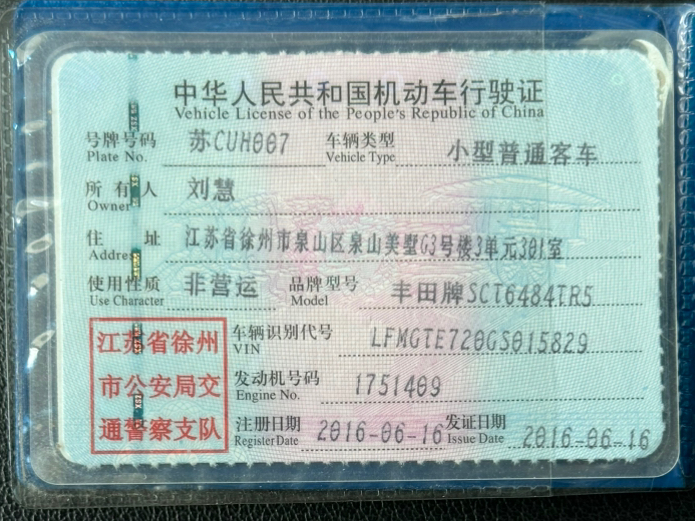 中华人民共和国机动车行驶证
Vehicle License of the People's Republic of China
号牌号码 苏CUH007 车辆类型 小型普通客车
Plate No. Vehicle Type
所有人 刘慧
Owner
住址 江苏省徐州市泉山区泉山美墅G3号楼3单元301室
Address
使用性质 非营运 品牌型号 丰田牌SCT6484TR5
Use Character Model
江苏省徐州 车辆识别代号 LFMGTE720GS015829
VIN
市公安局交 发动机号码 1751409
Engine No.
通警察支队 注册日期 2016-06-16 发证日期 2016-06-16
Register Date Issue Date